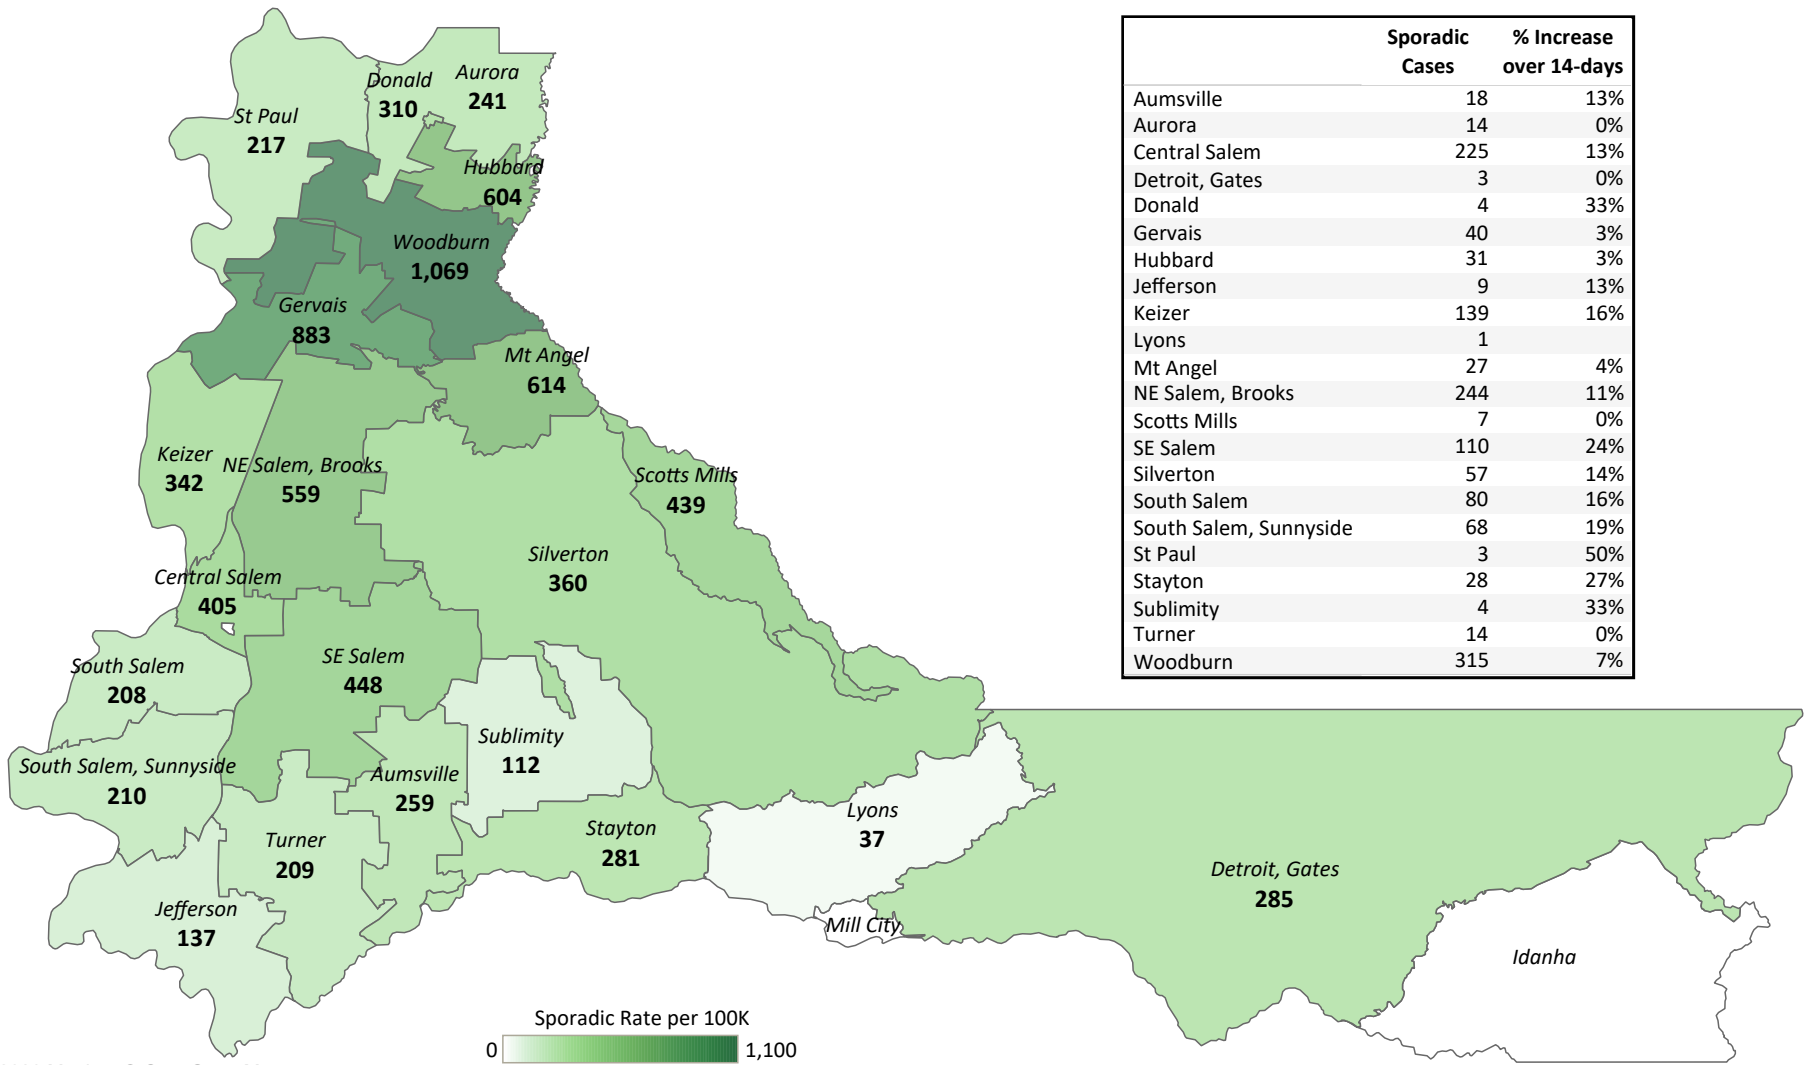 Sporadic % Increase
Cases over 14-days
Aumsville 18 13%
Aurora 14 0%
Central Salem 225 13%
Detroit, Gates 3 0%
Donald 4 33%
Gervais 40 3%
Hubbard 31 3%
Jefferson 9 13%
Keizer 139 16%
Lyons 1
Mt Angel 27 4%
NE Salem, Brooks 244 11%
Scotts Mills 7 0%
SE Salem 110 24%
Silverton 57 14%
South Salem 80 16%
South Salem, Sunnyside 68 19%
St Paul 3 50%
Stayton 28 27%
Sublimity 4 33%
Turner 14 0%
Woodburn 315 7%
Donald
310
Aurora
241
St Paul
217
Hubbard
604
Woodburn
1,069
Gervais
883
Mt Angel
614
Keizer
342
NE Salem, Brooks
559
Scotts Mills
439
Silverton
360
Central Salem
405
South Salem
208
SE Salem
448
Sublimity
112
South Salem, Sunnyside
210
Aumsville
259
Lyons
37
Stayton
281
Turner
209
Detroit, Gates
285
Jefferson
137
Mill City
Idanha
Sporadic Rate per 100K
0 1,100